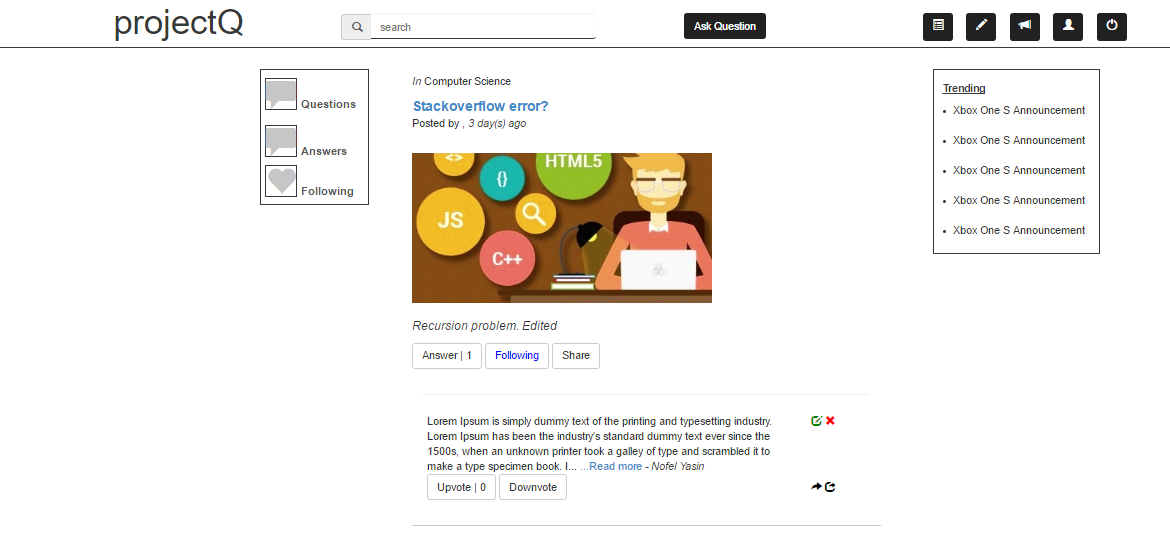 projectQ
search
Ask Question
Questions
Answers
Following
In Computer Science
Stackoverflow error?
Posted by , 3 day(s) ago
<>
{}
HTML5
JS
C++
Recursion problem. Edited
Answer | 1
Following
Share
Lorem Ipsum is simply dummy text of the printing and typesetting industry.
Lorem Ipsum has been the industry's standard dummy text ever since the
1500s, when an unknown printer took a galley of type and scrambled it to
make a type specimen book. I... ...Read more - Nofel Yasin
Upvote | 0
Downvote
Trending
• Xbox One S Announcement
• Xbox One S Announcement
• Xbox One S Announcement
• Xbox One S Announcement
• Xbox One S Announcement